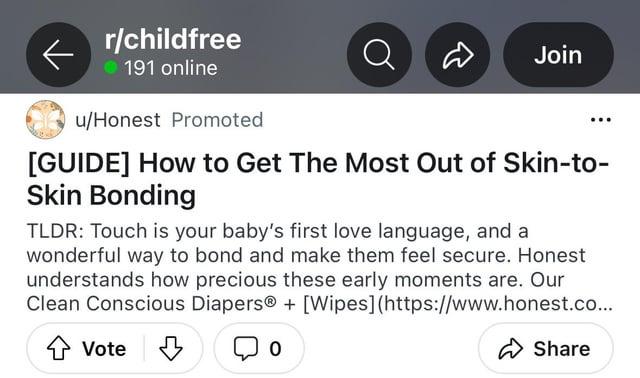 r/childfree
191 online
Join
u/Honest Promoted
[GUIDE] How to Get The Most Out of Skin-to-
Skin Bonding
TLDR: Touch is your baby’s first love language, and a
wonderful way to bond and make them feel secure. Honest
understands how precious these early moments are. Our
Clean Conscious Diapers® + [Wipes](https://www.honest.co...
Vote 0 Share